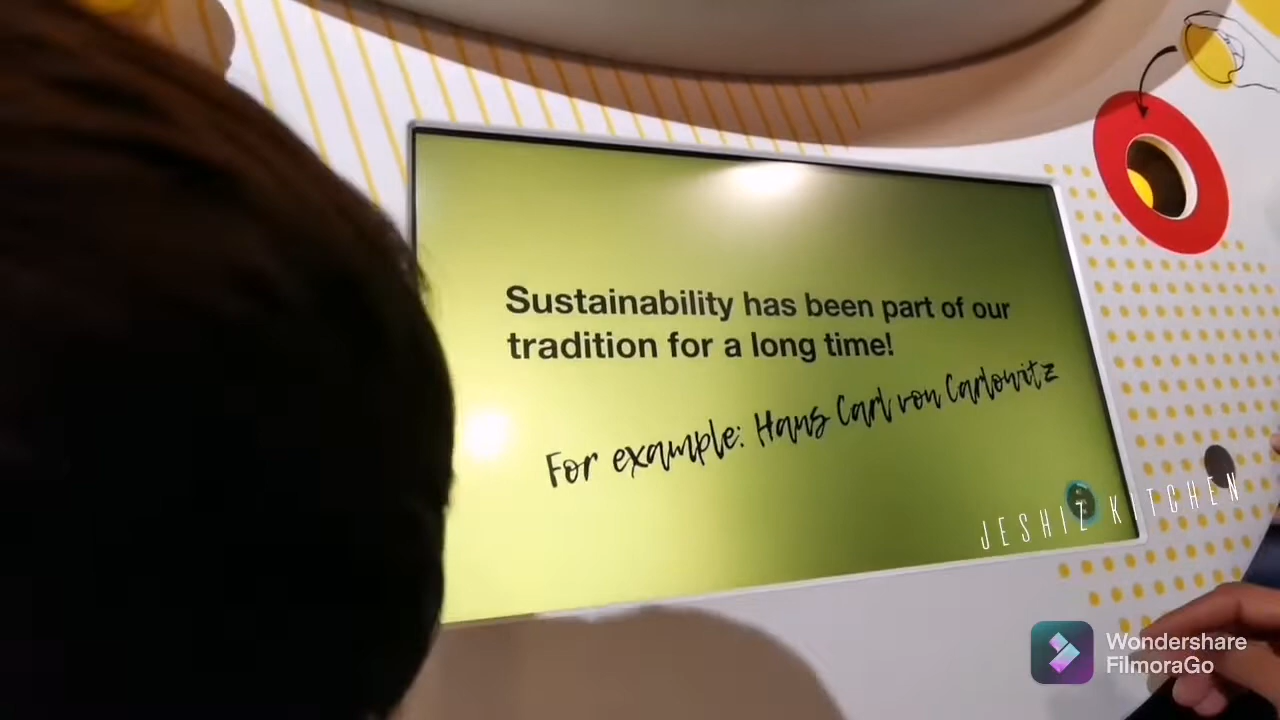 Sustainability has been part of our
tradition for a long time!
For example: Hans Carl von Carlowitz
JESHIZ KITCHEN
Wondershare
FilmoraGo